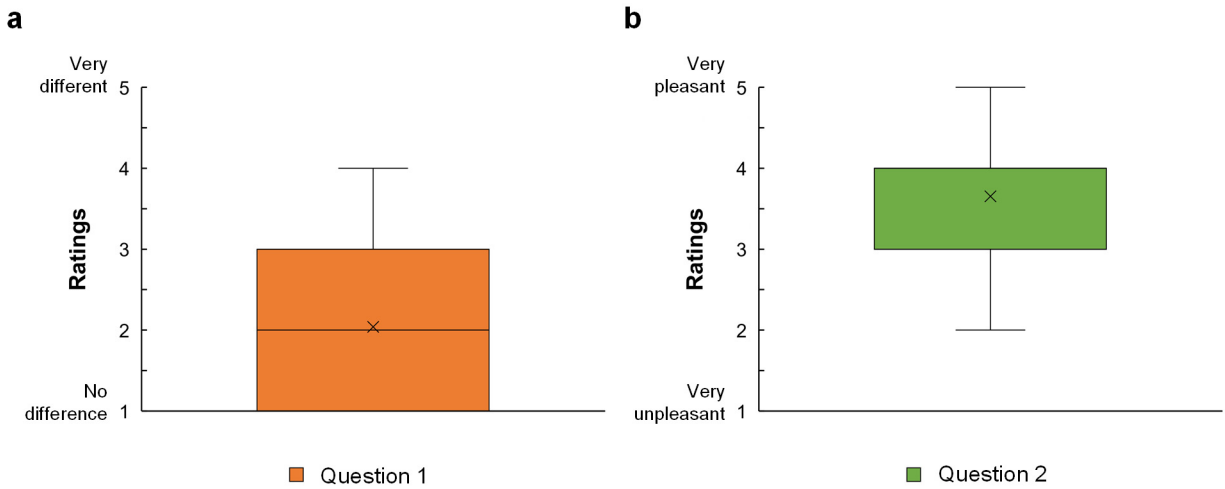 a
Very
different
5
4
3
2
No
difference
1
Ratings
Question 1
b
Very
pleasant
5
4
3
2
Very
unpleasant
1
Ratings
Question 2